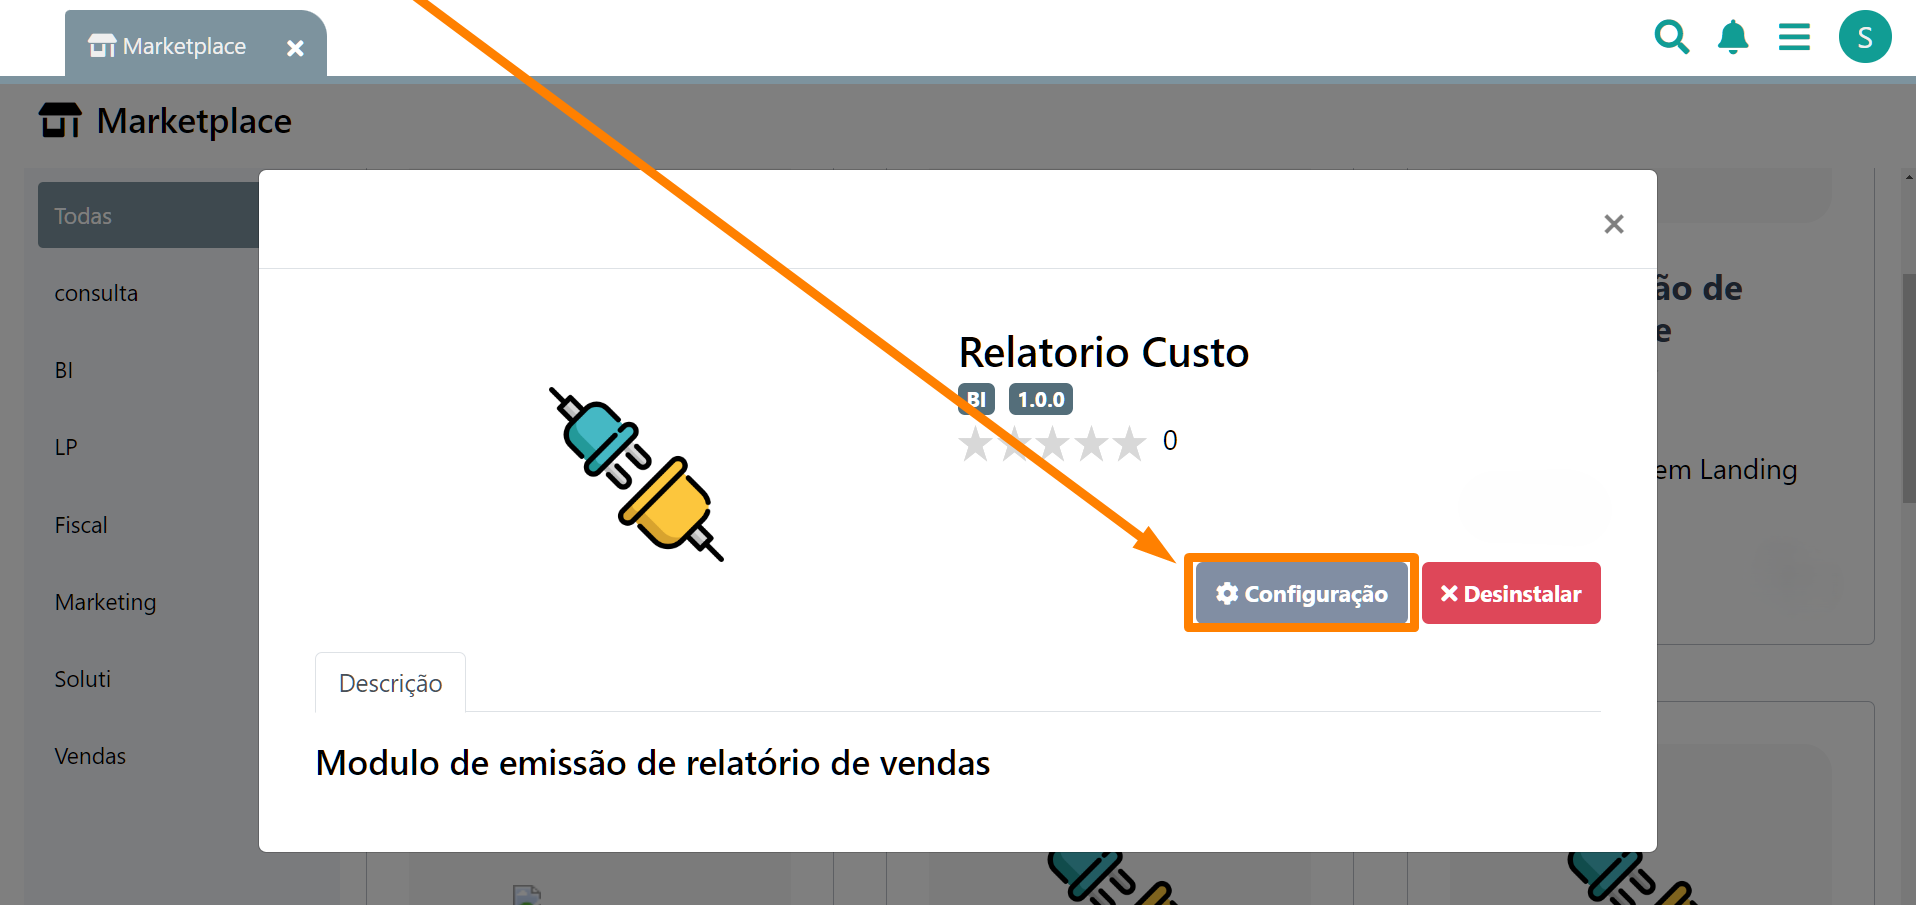 Marketplace
S
Marketplace
Todas
consulta
BI
LP
Fiscal
Marketing
Soluti
Vendas
Relatorio Custo
BI 1.0.0
0
Configuração
Desinstalar
Descrição
Modulo de emissão de relatório de vendas
ão de
e
em Landing